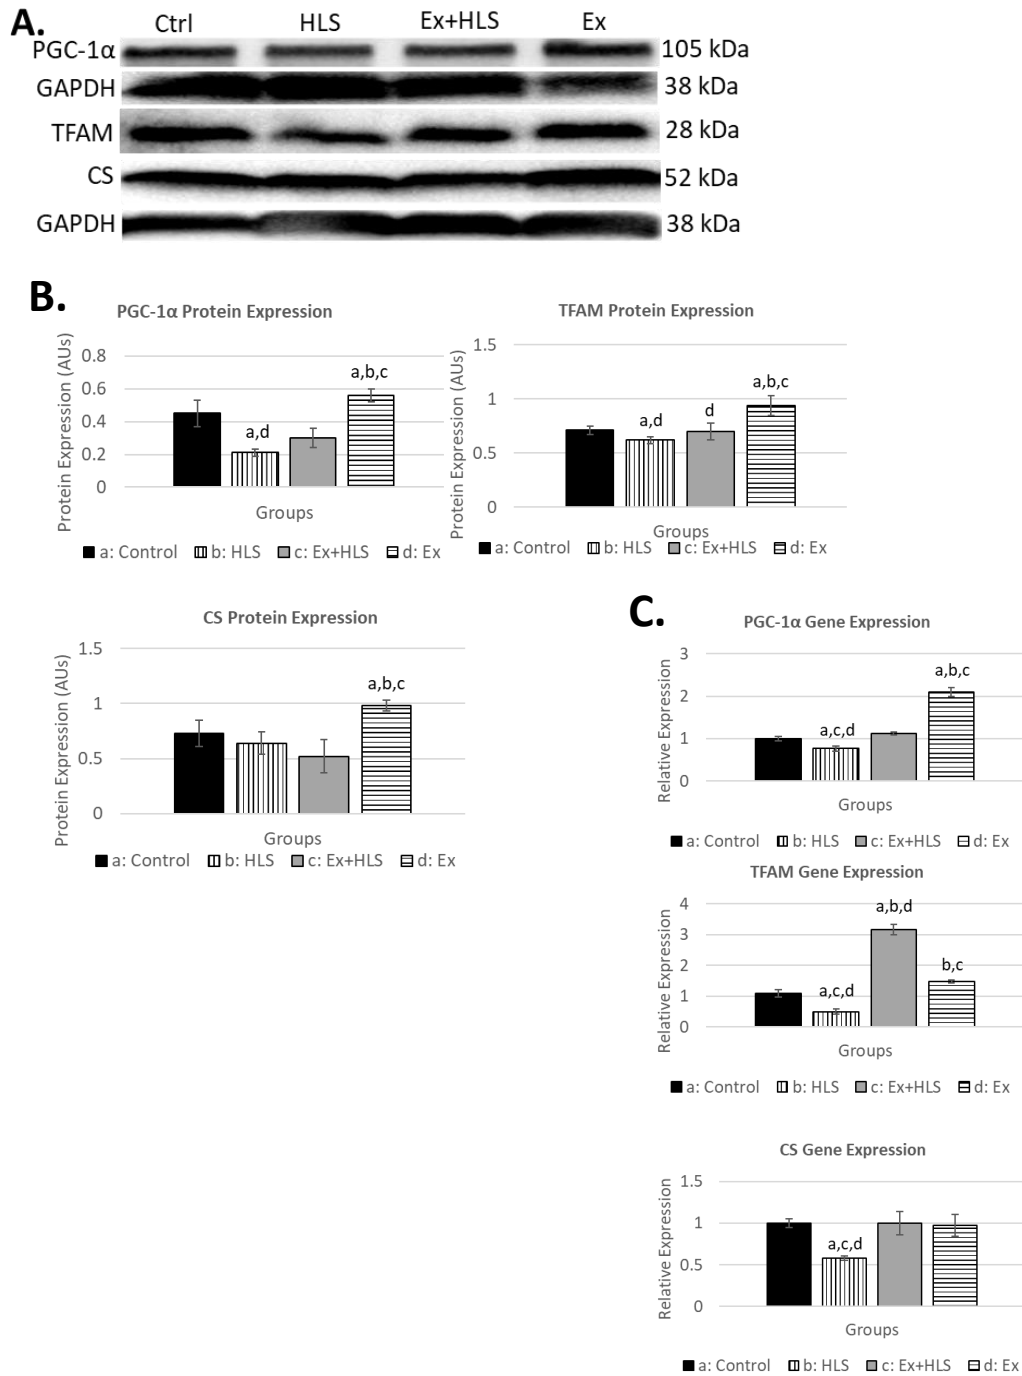 A.
Ctrl HLS Ex+HLS Ex
PGC-1α 105 kDa
GAPDH 38 kDa
TFAM 28 kDa
CS 52 kDa
GAPDH 38 kDa
B.
PGC-1α Protein Expression
Protein Expression (AUs)
0.8
0.6
0.4
0.2
0
a,d
a,b,c
Groups
a: Control b: HLS c: Ex+HLS d: Ex
TFAM Protein Expression
Protein Expression (AUs)
1.5
1
0.5
0
a,d
d
a,b,c
Groups
a: Control b: HLS c: Ex+HLS d: Ex
CS Protein Expression
Protein Expression (AUs)
1.5
1
0.5
0
a,b,c
Groups
a: Control b: HLS c: Ex+HLS d: Ex
C.
PGC-1α Gene Expression
Relative Expression
3
2
1
0
a,c,d
a,b,c
Groups
a: Control b: HLS c: Ex+HLS d: Ex
TFAM Gene Expression
Relative Expression
4
3
2
1
0
a,c,d
a,b,d
b,c
Groups
a: Control b: HLS c: Ex+HLS d: Ex
CS Gene Expression
Relative Expression
1.5
1
0.5
0
a,c,d
Groups
a: Control b: HLS c: Ex+HLS d: Ex